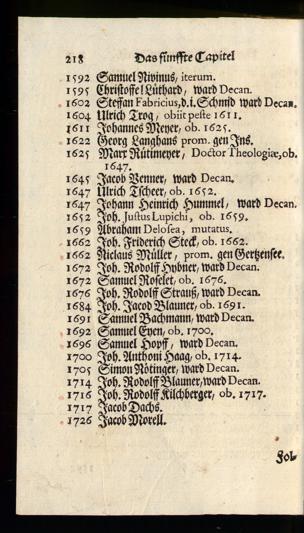 218 Das fünffte Capitel
1592 Samuel Nivinus, iterum.
1595 Christoffel Lüthard, ward Decan.
1602 Steffan Fabricius, d.i. Schmid ward Decan.
1604 Ulrich Trog, obiit peste 1611.
1611 Johannes Meyer, ob. 1625.
1622 Georg Langhans prom. gen Ins.
1625 Marx Rütimeyer, Doctor Theologiæ, ob.
1647.
1645 Jacob Venner, ward Decan.
1647 Ulrich Tscheer, ob. 1652.
1647 Johann Heinrich Hummel, ward Decan.
1652 Joh. Justus Lupichi, ob. 1659.
1659 Abraham Delosea, mutatus.
1662 Joh. Friderich Steck, ob. 1662.
1662 Niclaus Müller, prom. gen Gertzensee.
1672 Joh. Rodolff Hybner, ward Decan.
1672 Samuel Roselet, ob. 1676.
1676 Joh. Rodolff Strauß, ward Decan.
1684 Joh. Jacob Blauner, ob. 1691.
1691 Samuel Bachmann, ward Decan.
1692 Samuel Eyen, ob. 1700.
1696 Samuel Hopff, ward Decan.
1700 Joh. Anthoni Haag, ob. 1714.
1705 Simon Nötinger, ward Decan.
1714 Joh. Rodolff Blauner, ward Decan.
1716 Joh. Rodolff Kilchberger, ob. 1717.
1717 Jacob Dachs.
1726 Jacob Morell.
Fol-